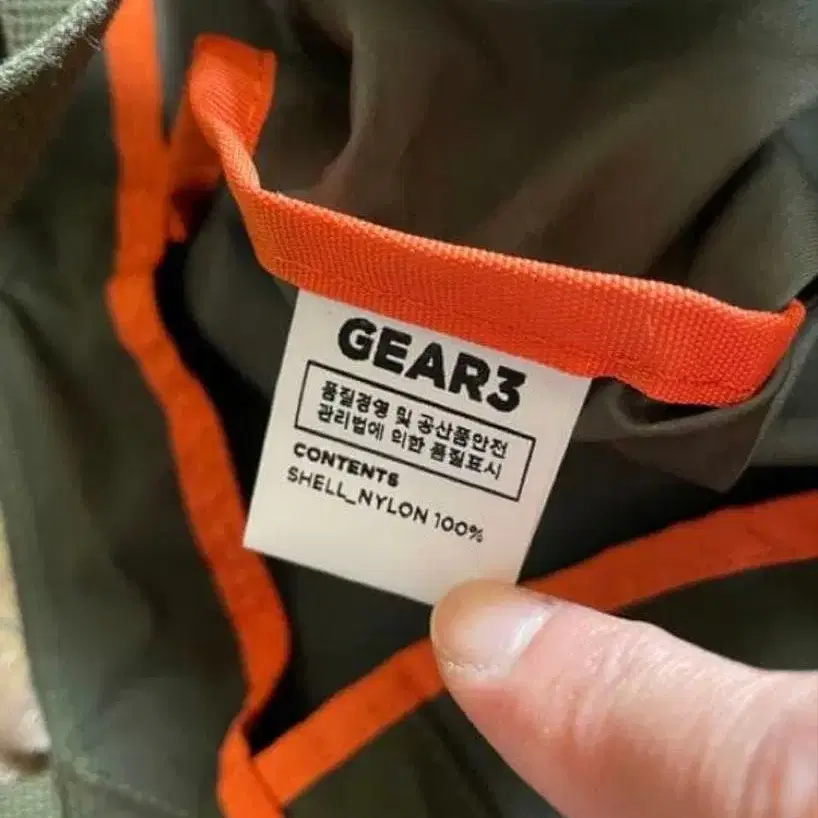 GEAR3
품질경영 및 공산품안전
관리법에 의한 품질표시
CONTENTS
SHELL_NYLON 100%